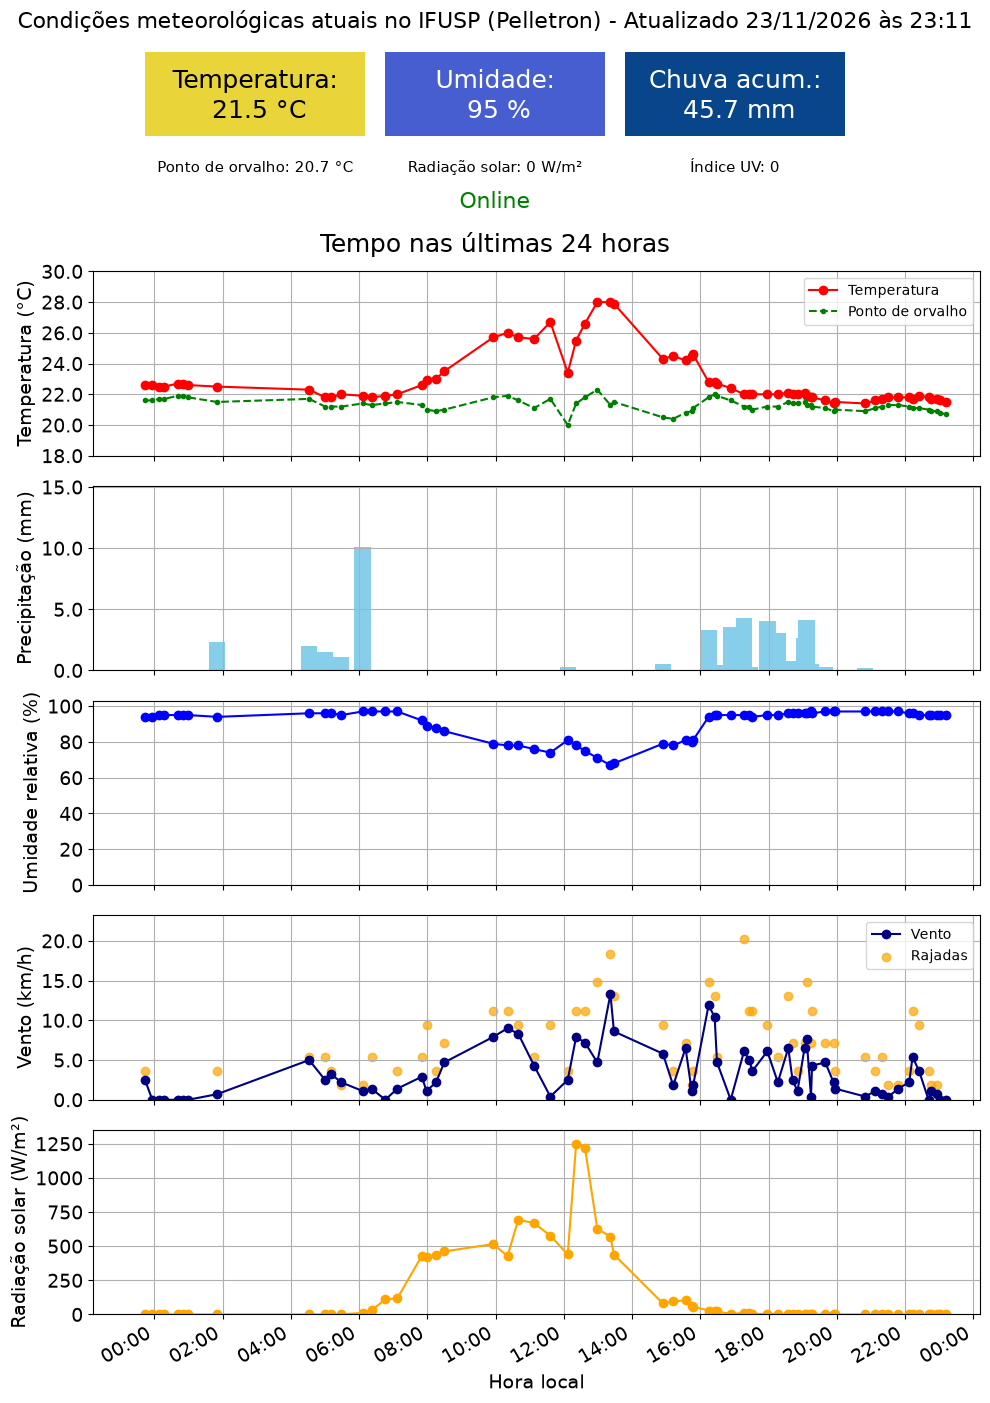 Condições meteorológicas atuais no IFUSP (Pelletron) - Atualizado 23/11/2026 às 23:11
Temperatura:
21.5 °C
Umidade:
95 %
Chuva acum.:
45.7 mm
Ponto de orvalho: 20.7 °C
Radiação solar: 0 W/m²
Índice UV: 0
Online
Tempo nas últimas 24 horas
Temperatura (°C)
30.0
28.0
26.0
24.0
22.0
20.0
18.0
Temperatura
Ponto de orvalho
Precipitação (mm)
15.0
10.0
5.0
0.0
Umidade relativa (%)
100
80
60
40
20
0
Vento (km/h)
20.0
15.0
10.0
5.0
0.0
Vento
Rajadas
Radiação solar (W/m²)
1250
1000
750
500
250
0
00:00 02:00 04:00 06:00 08:00 10:00 12:00 14:00 16:00 18:00 20:00 22:00 00:00
Hora local